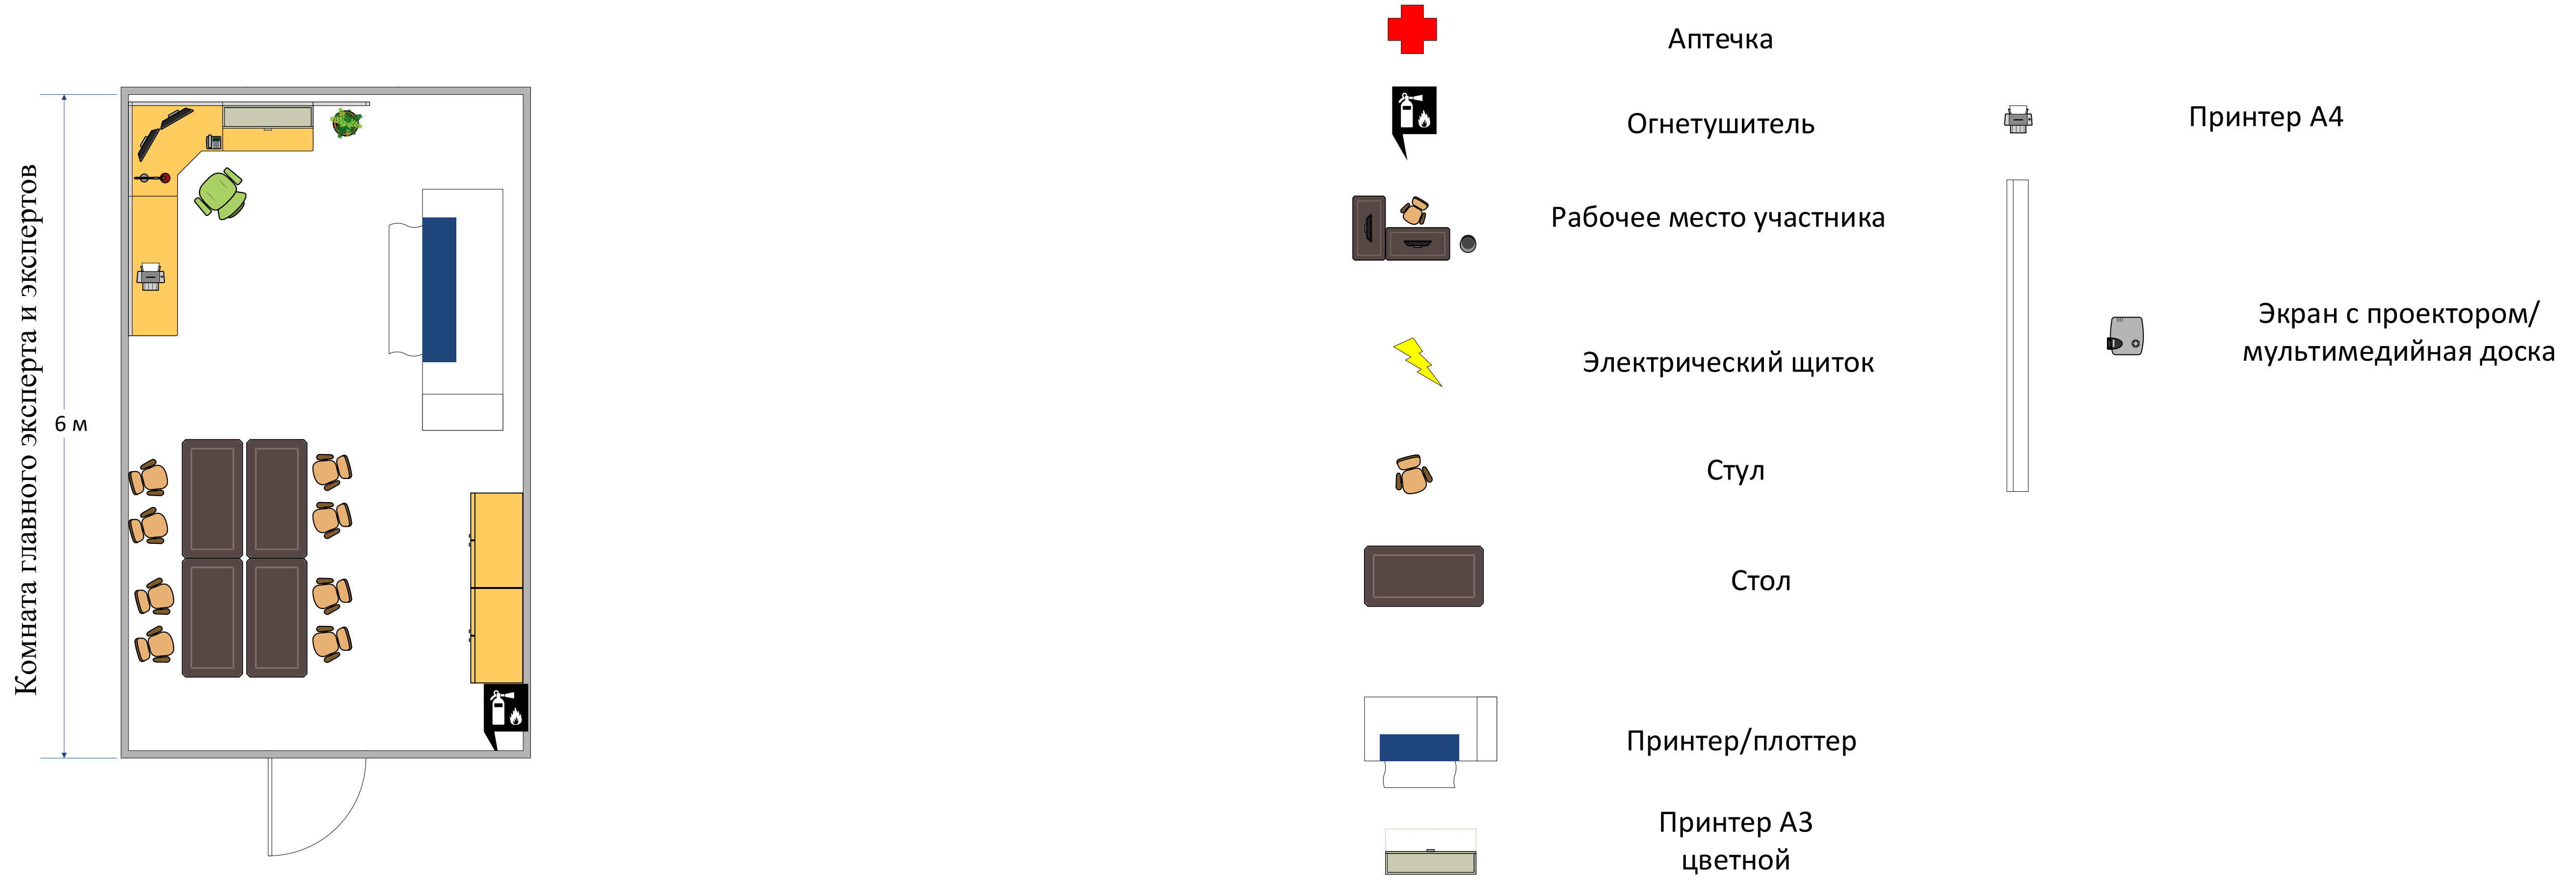 Комната главного эксперта и экспертов
6 м
Аптечка
Огнетушитель
Рабочее место участника
Электрический щиток
Стул
Стол
Принтер/плоттер
Принтер А3
цветной
Принтер А4
Экран с проектором/
мультимедийная доска